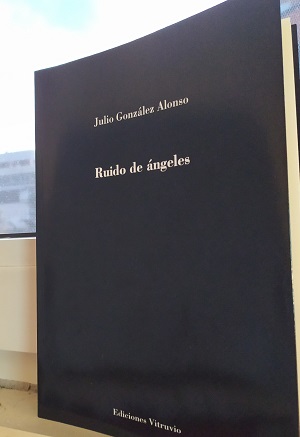 Julio González Alonso
Ruido de ángeles
Ediciones Vitruvio